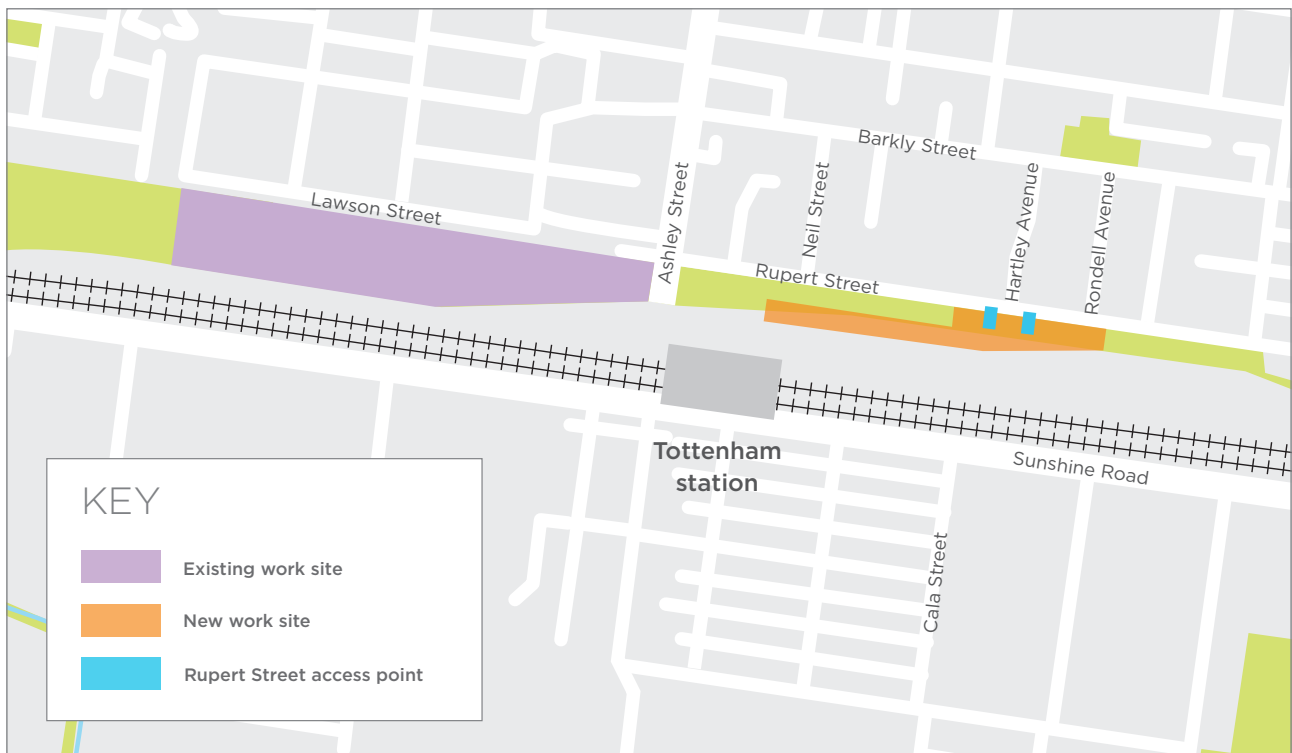 Barkly Street
Ashley Street
Neil Street
Hartley Avenue
Rondell Avenue
Lawson Street
Rupert Street
Tottenham
station
Sunshine Road
Cala Street
KEY
Existing work site
New work site
Rupert Street access point